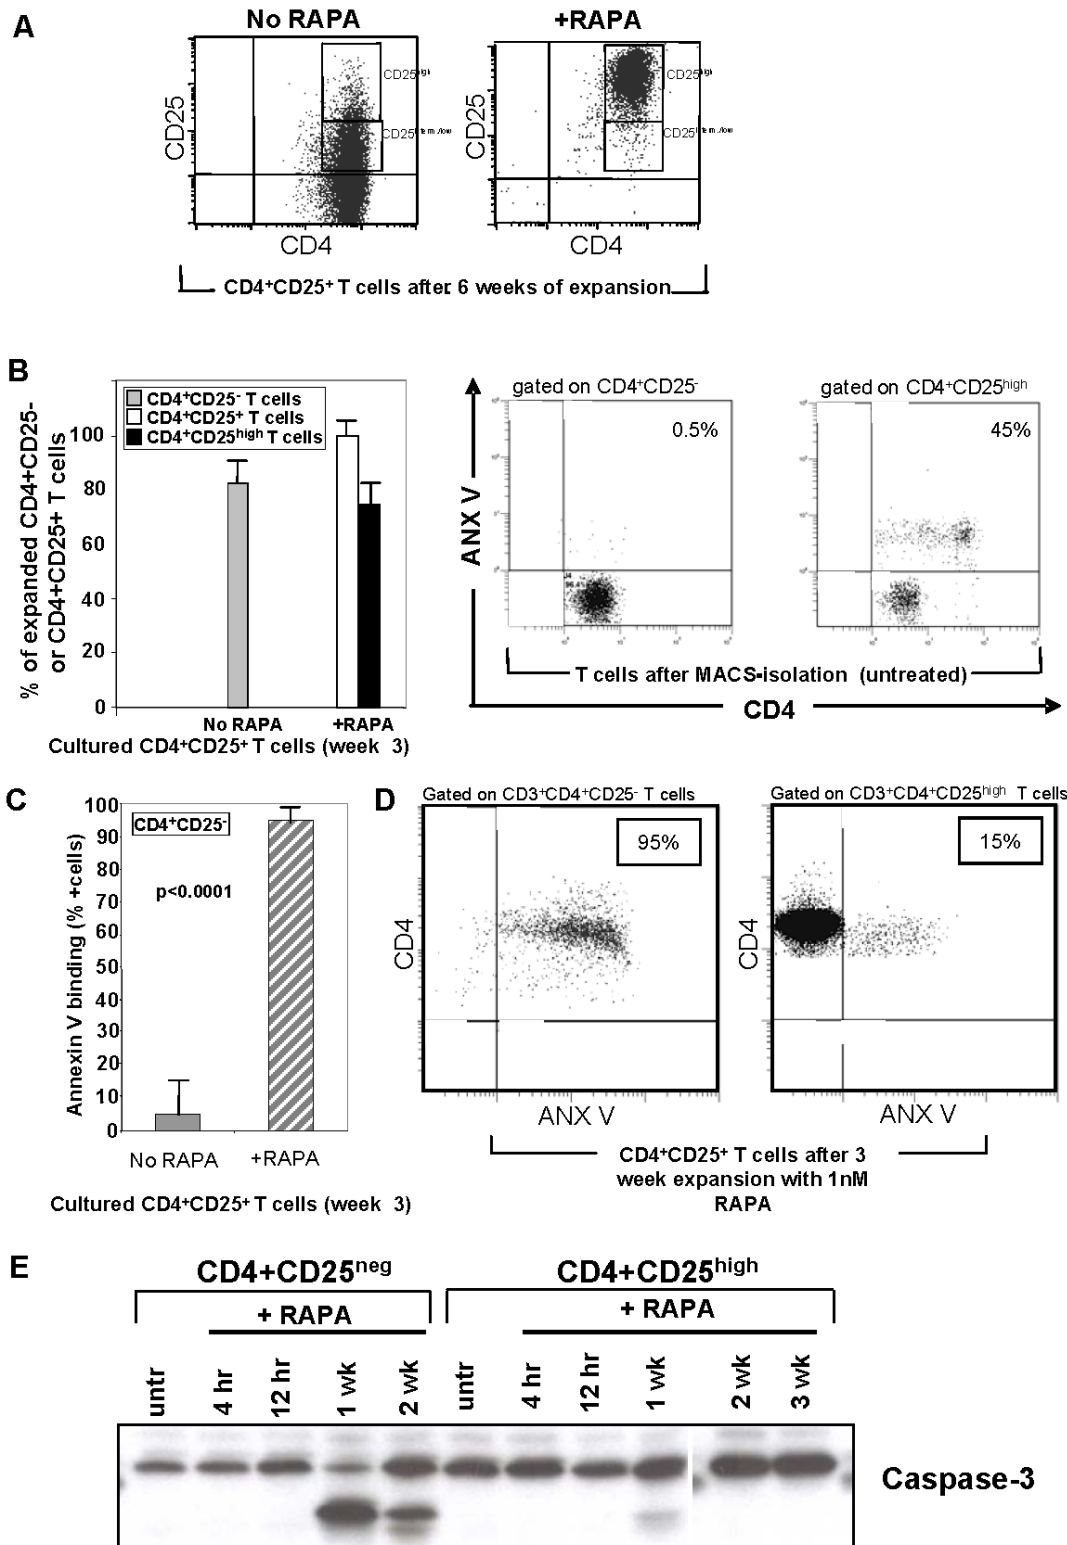 A
No RAPA
+RAPA
CD25
CD25high
CD4
CD25
CD25high
CD4
CD4+CD25+ T cells after 6 weeks of expansion
B
% of expanded CD4+CD25-
or CD4+CD25+ T cells
100
80
60
40
20
0
CD4+CD25- T cells
CD4+CD25+ T cells
CD4+CD25high T cells
No RAPA
+RAPA
Cultured CD4+CD25+ T cells (week 3)
ANX V
gated on CD4+CD25-
0.5%
gated on CD4+CD25high
45%
T cells after MACS-isolation (untreated)
CD4
C
Annexin V binding (% +cells)
100
90
80
70
60
50
40
30
20
10
0
CD4+CD25-
p<0.0001
No RAPA
+RAPA
Cultured CD4+CD25+ T cells (week 3)
D
Gated on CD3+CD4+CD25- T cells
95%
CD4
ANX V
Gated on CD3+CD4+CD25high T cells
15%
CD4
ANX V
CD4+CD25+ T cells after 3
week expansion with 1nM
RAPA
E
CD4+CD25neg
CD4+CD25high
+ RAPA
+ RAPA
untr
4 hr
12 hr
1 wk
2 wk
untr
4 hr
12 hr
1 wk
2 wk
3 wk
Caspase-3